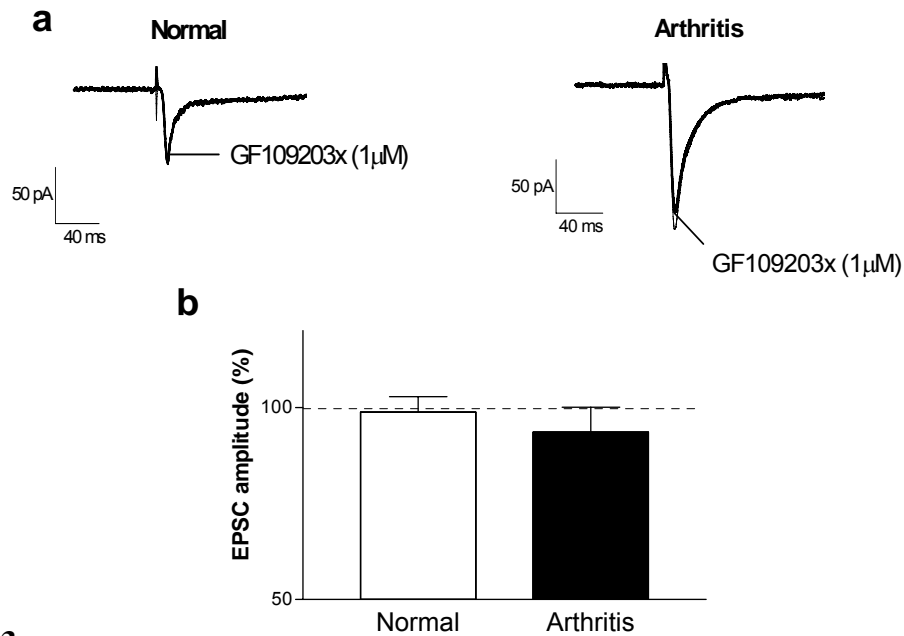 a
Normal
Arthritis
GF109203x (1µM)
50 pA
40 ms
50 pA
40 ms
GF109203x (1µM)
b
EPSC amplitude (%)
100
50
Normal
Arthritis